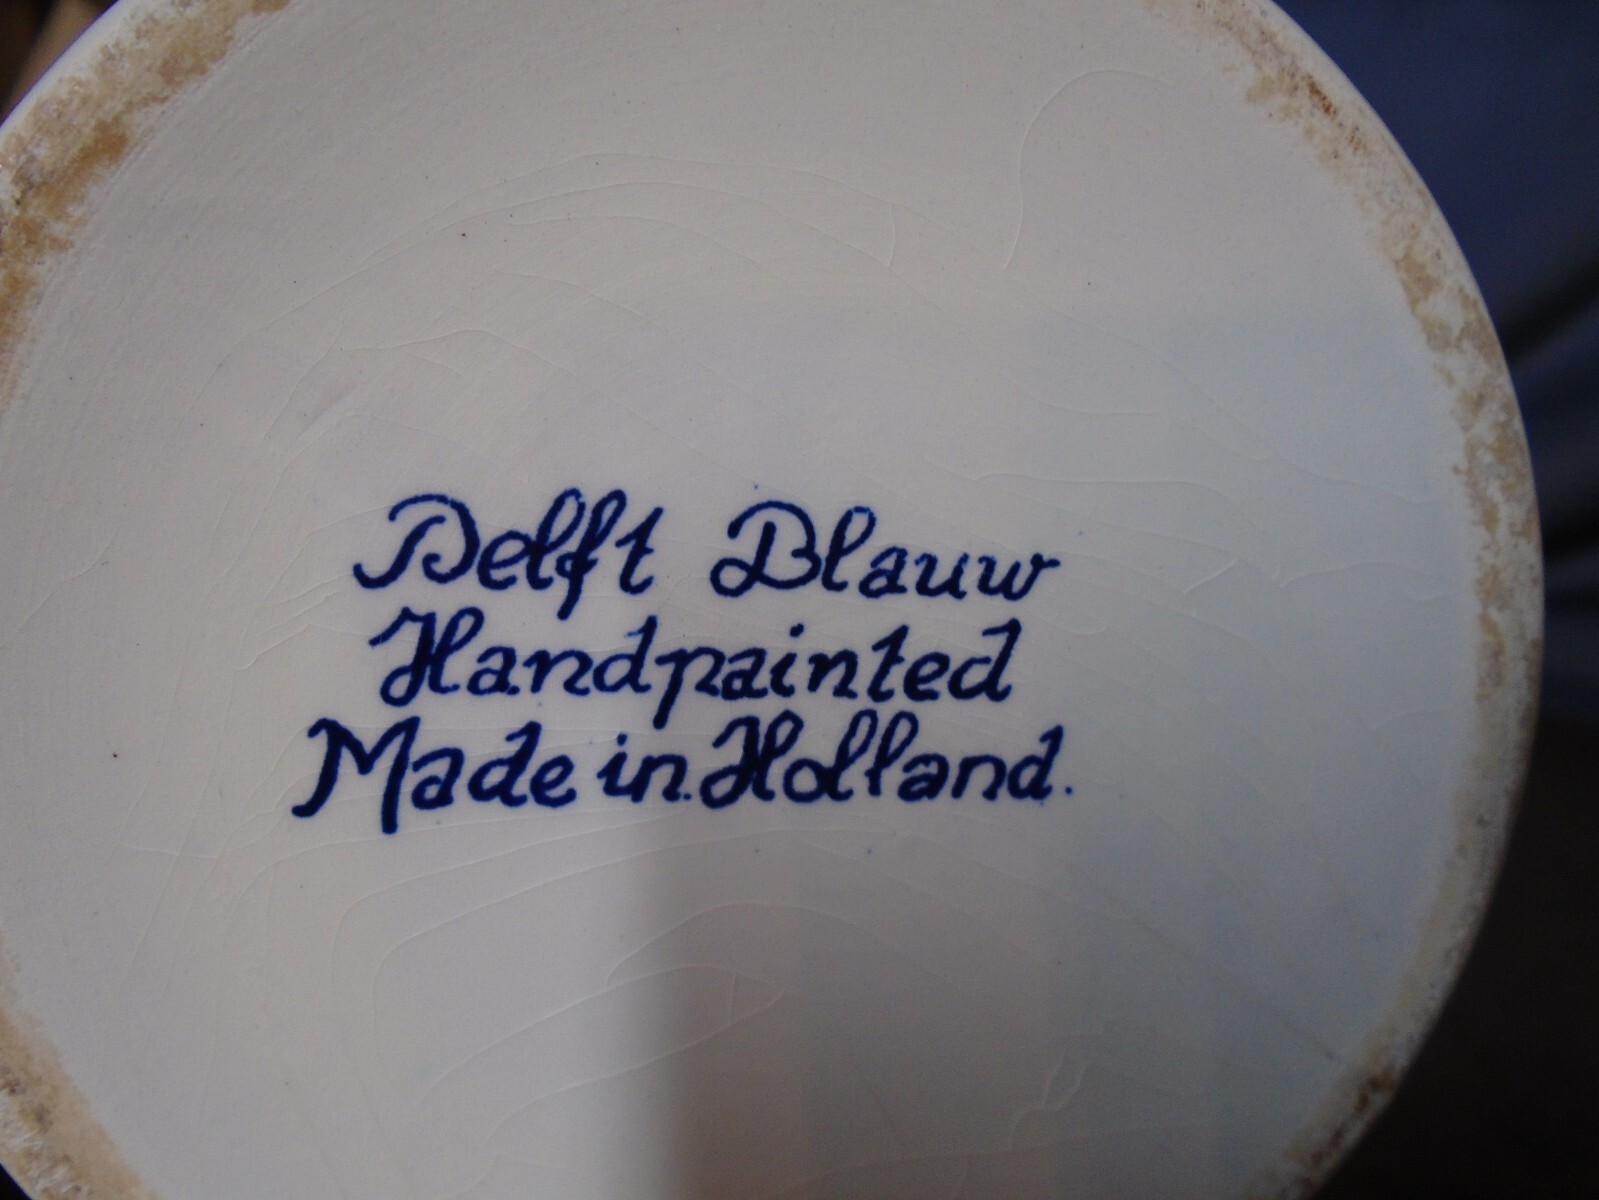 Delft Blauw
Handpainted
Made in Holland.